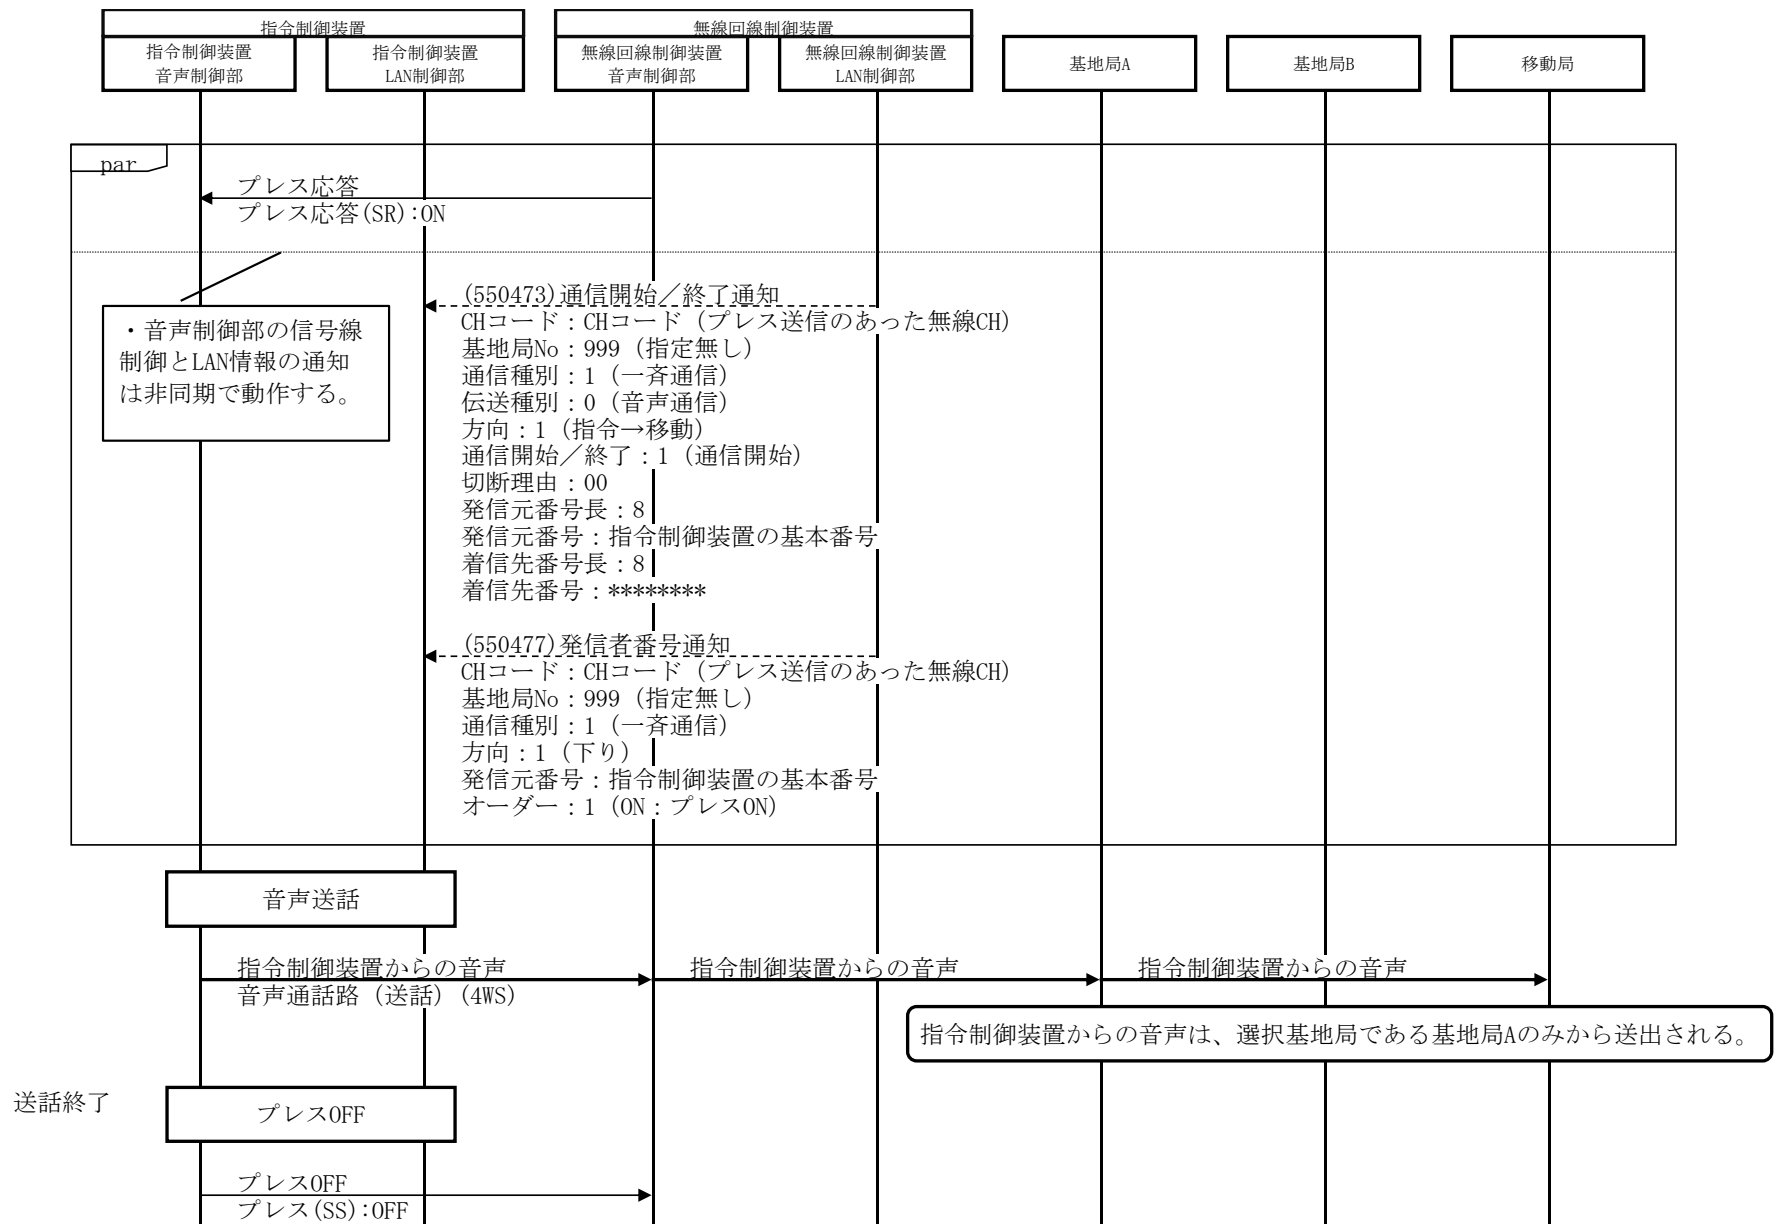 指令制御装置
無線回線制御装置
指令制御装置
音声制御部
指令制御装置
LAN制御部
無線回線制御装置
音声制御部
無線回線制御装置
LAN制御部
基地局A
基地局B
移動局
par
プレス応答
プレス応答(SR):ON
・音声制御部の信号線
制御とLAN情報の通知
は非同期で動作する。
(550473)通信開始／終了通知
CHコード：CHコード（プレス送信のあった無線CH）
基地局No：999（指定無し）
通信種別：1（一斉通信）
伝送種別：0（音声通信）
方向：1（指令→移動）
通信開始／終了：1（通信開始）
切断理由：00
発信元番号長：8
発信元番号：指令制御装置の基本番号
着信先番号長：8
着信先番号：********
(550477)発信者番号通知
CHコード：CHコード（プレス送信のあった無線CH）
基地局No：999（指定無し）
通信種別：1（一斉通信）
方向：1（下り）
発信元番号：指令制御装置の基本番号
オーダー：1（ON：プレスON）
音声送話
指令制御装置からの音声
音声通話路（送話）(4WS)
指令制御装置からの音声
指令制御装置からの音声
指令制御装置からの音声は、選択基地局である基地局Aのみから送出される。
送話終了
プレスOFF
プレスOFF
プレス(SS):OFF